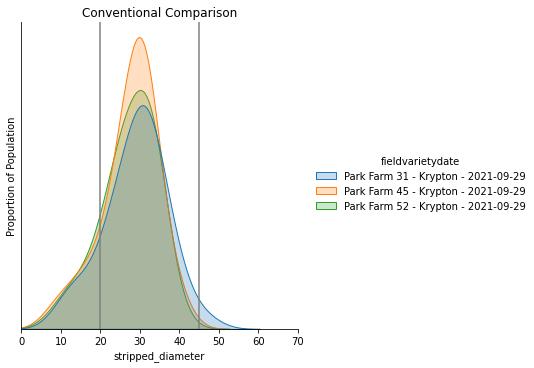 Conventional Comparison
Proportion of Population
0 10 20 30 40 50 60 70
stripped_diameter
fieldvarietydate
Park Farm 31 - Krypton - 2021-09-29
Park Farm 45 - Krypton - 2021-09-29
Park Farm 52 - Krypton - 2021-09-29